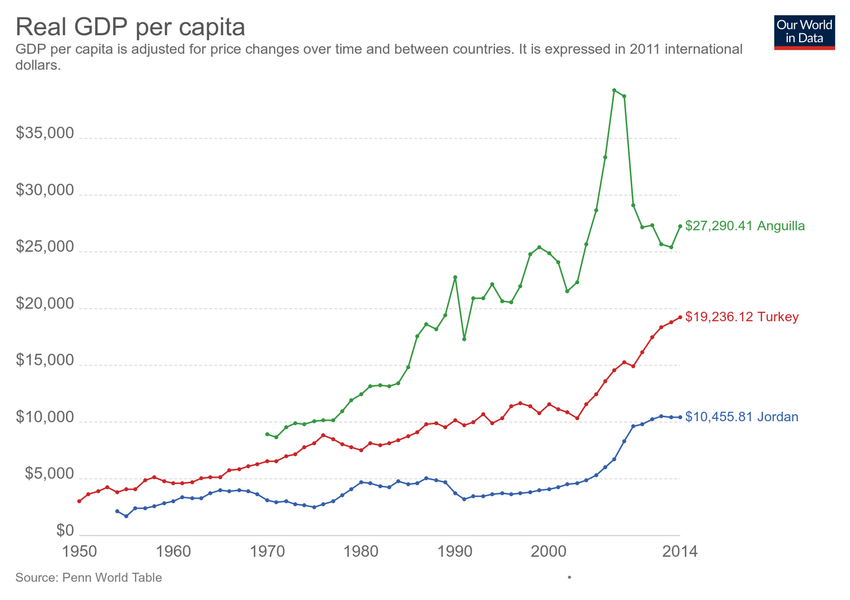 Real GDP per capita
GDP per capita is adjusted for price changes over time and between countries. It is expressed in 2011 international
dollars.
Our World
in Data
$35,000
$30,000
$25,000
$20,000
$15,000
$10,000
$5,000
$0
$27,290.41 Anguilla
$19,236.12 Turkey
$10,455.81 Jordan
1950
1960
1970
1980
1990
2000
2014
Source: Penn World Table